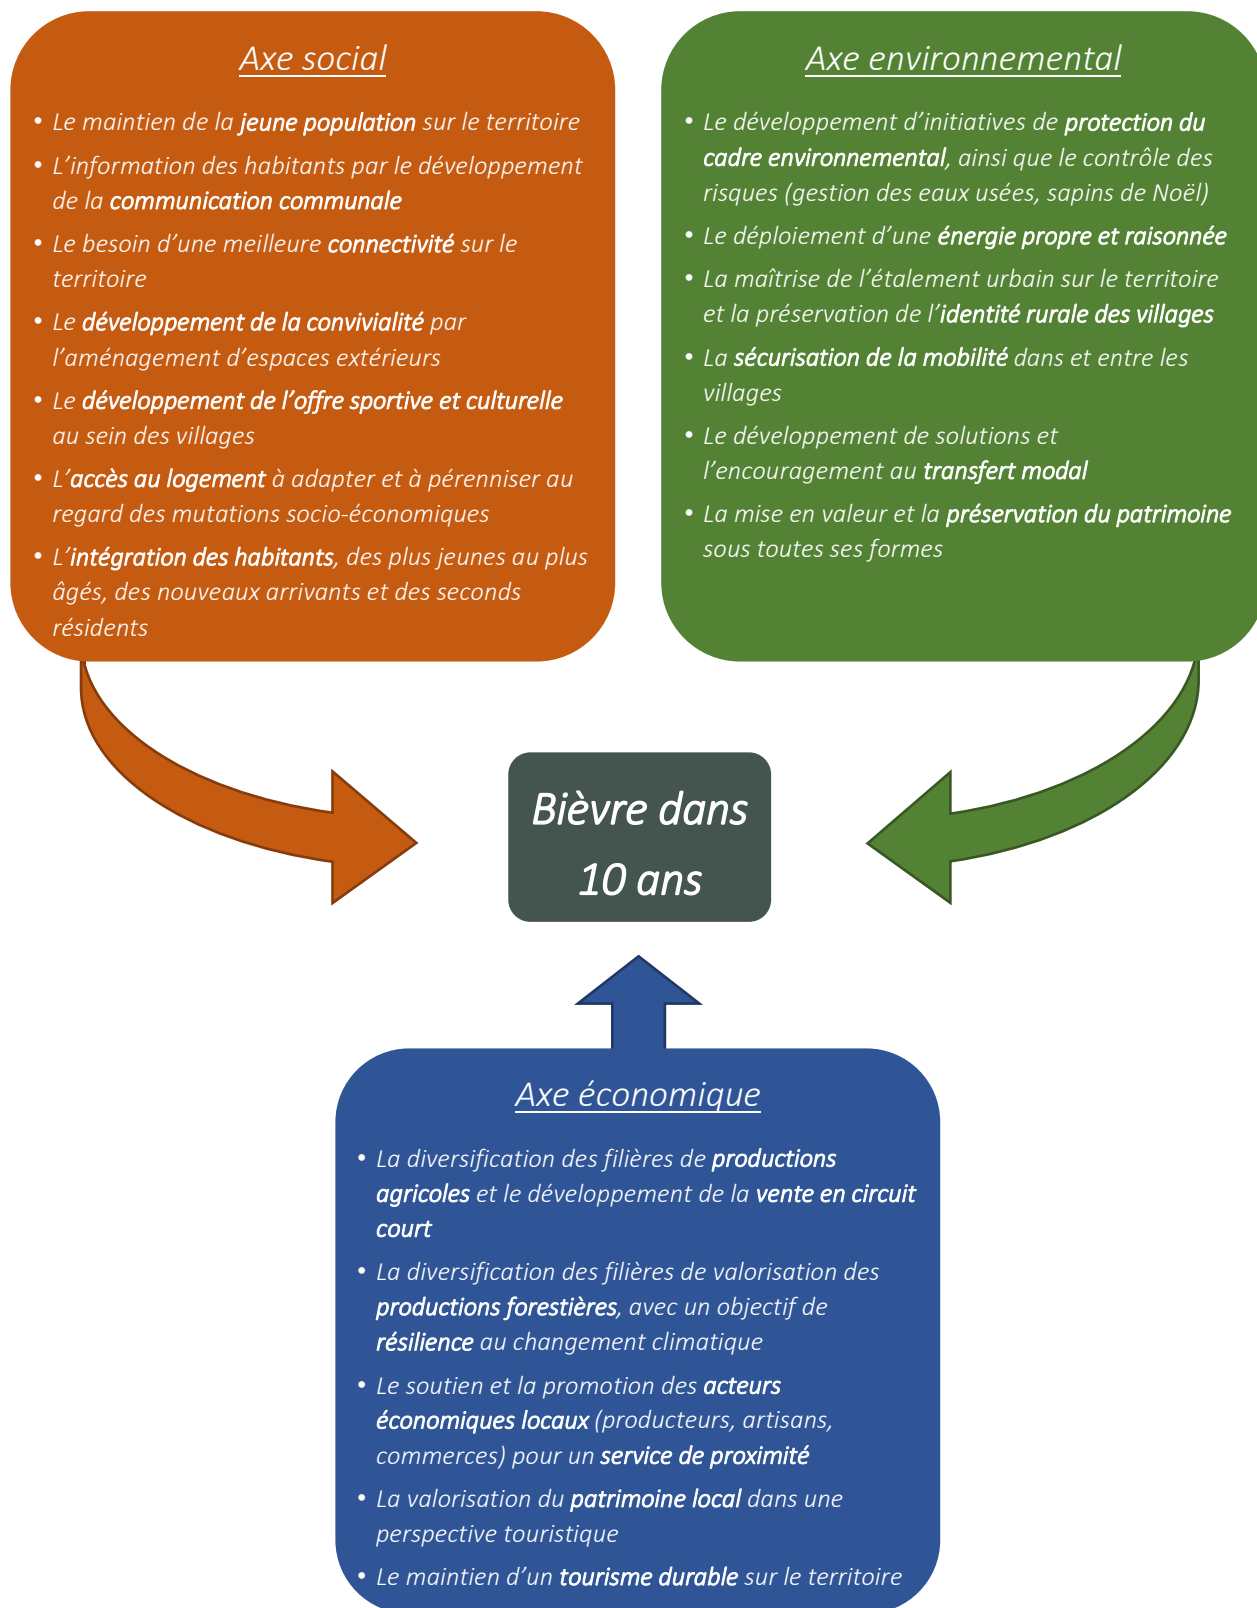 Axe social
• Le maintien de la jeune population sur le territoire
• L’information des habitants par le développement
de la communication communale
• Le besoin d’une meilleure connectivité sur le
territoire
• Le développement de la convivialité par
l’aménagement d’espaces extérieurs
• Le développement de l’offre sportive et culturelle
au sein des villages
• L’accès au logement à adapter et à pérenniser au
regard des mutations socio-économiques
• L’intégration des habitants, des plus jeunes au plus
âgés, des nouveaux arrivants et des seconds
résidents
Axe environnemental
• Le développement d’initiatives de protection du
cadre environnemental, ainsi que le contrôle des
risques (gestion des eaux usées, sapins de Noël)
• Le déploiement d’une énergie propre et raisonnée
• La maîtrise de l’étalement urbain sur le territoire
et la préservation de l’identité rurale des villages
• La sécurisation de la mobilité dans et entre les
villages
• Le développement de solutions et
l’encouragement au transfert modal
• La mise en valeur et la préservation du patrimoine
sous toutes ses formes
Bièvre dans
10 ans
Axe économique
• La diversification des filières de productions
agricoles et le développement de la vente en circuit
court
• La diversification des filières de valorisation des
productions forestières, avec un objectif de
résilience au changement climatique
• Le soutien et la promotion des acteurs
économiques locaux (producteurs, artisans,
commerces) pour un service de proximité
• La valorisation du patrimoine local dans une
perspective touristique
• Le maintien d’un tourisme durable sur le territoire